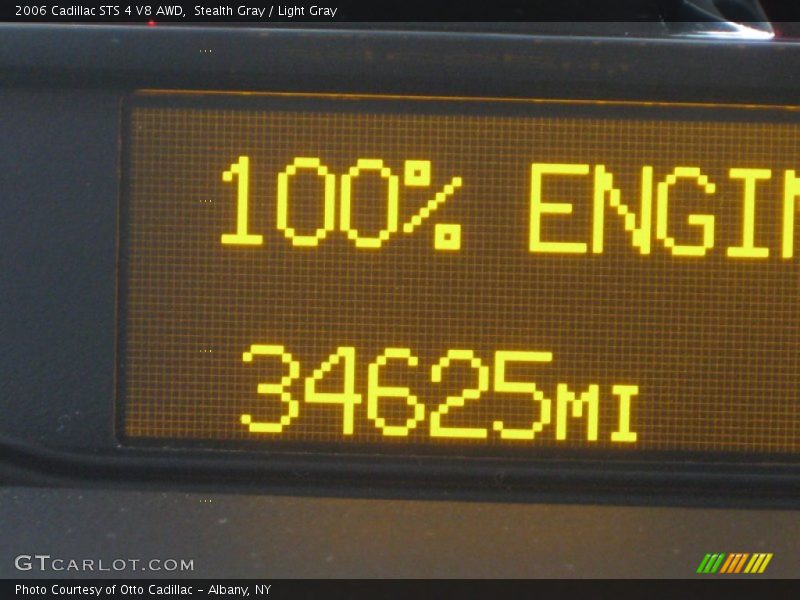 2006 Cadillac STS 4 V8 AWD,  Stealth Gray / Light Gray
100% ENGI
34625MI
GTCARLOT.COM
Photo Courtesy of Otto Cadillac - Albany, NY